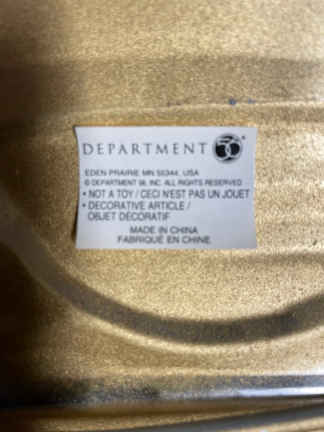 DEPARTMENT 56®
EDEN PRAIRIE MN 55344, USA
© DEPARTMENT 56, INC. ALL RIGHTS RESERVED
• NOT A TOY / CECI N'EST PAS UN JOUET
• DECORATIVE ARTICLE /
OBJET DÉCORATIF
MADE IN CHINA
FABRIQUÉ EN CHINE